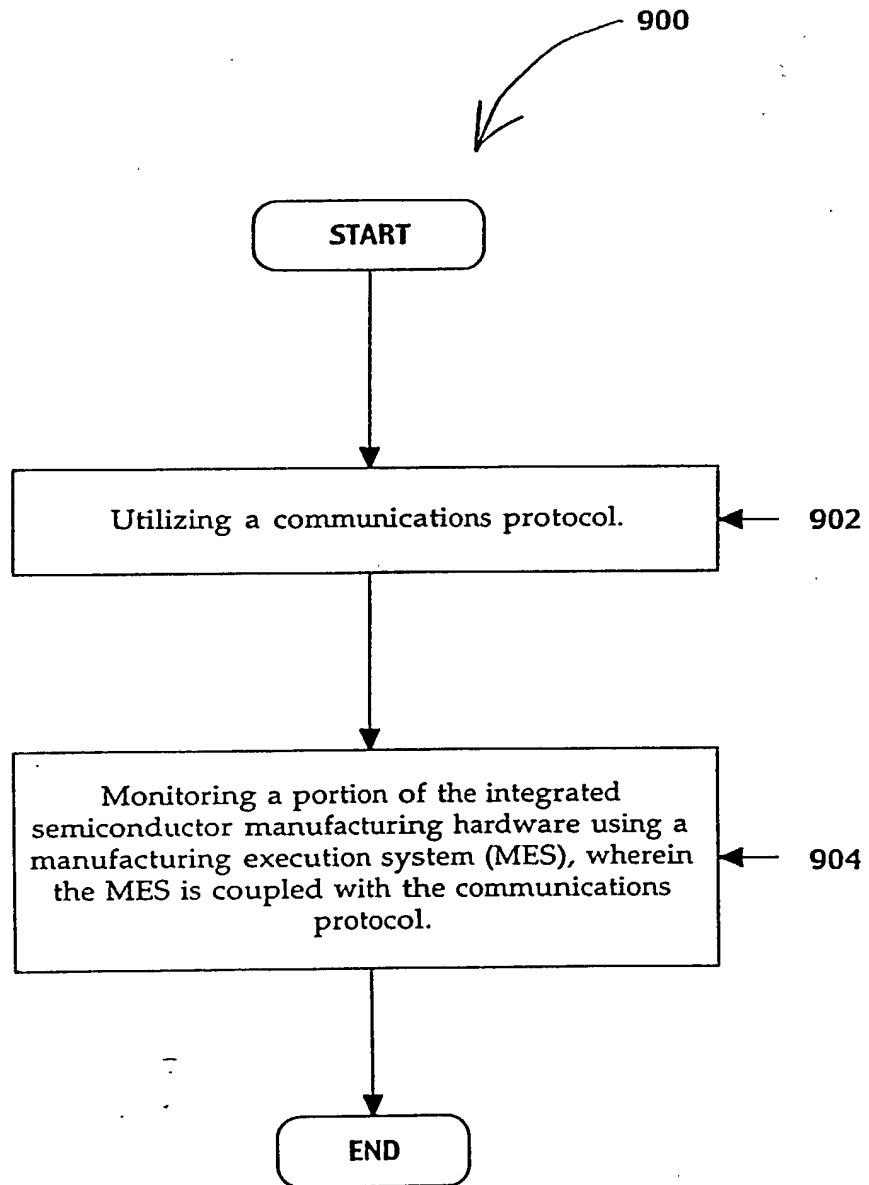 900
START
Utilizing a communications protocol.
902
Monitoring a portion of the integrated
semiconductor manufacturing hardware using a
manufacturing execution system (MES), wherein
the MES is coupled with the communications
protocol.
904
END